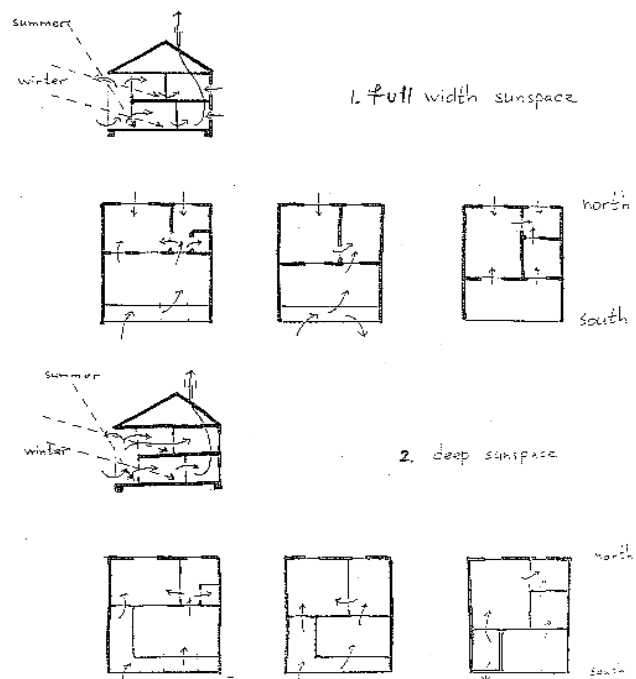 summer
winter
1. full width sunspace
north
south
summer
winter
2. deep sunspace
north
south